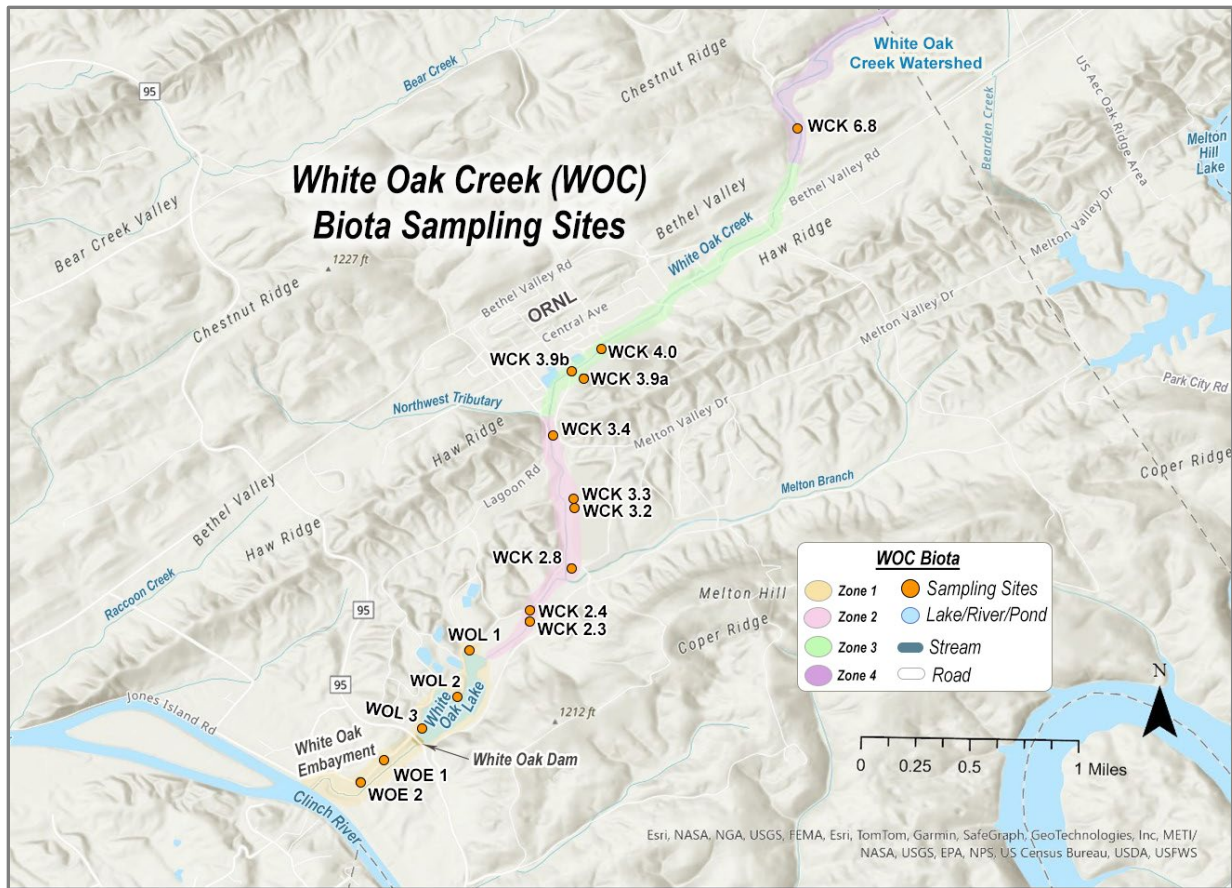 White Oak
Creek Watershed
Chestnut Ridge
Bear Creek
95
WCK 6.8
Bearden Creek
US Aec Oak Ridge Area
Melton
Hill
Lake
White Oak Creek (WOC)
Biota Sampling Sites
Bethel Valley
Bethel Valley Rd
Melton Valley Dr
Bear Creek Valley
White Oak Creek
Haw Ridge
1227 ft
Bethel Valley Rd
ORNL
Central Ave
Chestnut Ridge
Melton Valley Dr
WCK 4.0
WCK 3.9b
WCK 3.9a
Park City Rd
Northwest Tributary
Melton Valley Dr
WCK 3.4
Haw Ridge
Coper Ridge
Lagoon Rd
Melton Branch
WCK 3.3
WCK 3.2
Bethel Valley
Haw Ridge
WCK 2.8
Raccoon Creek
95
Melton Hill
WCK 2.4
WCK 2.3
Coper Ridge
WOL 1
95
WOL 2
White
Oak
Lake
Jones Island Rd
WOL 3
1212 ft
White Oak
Embayment
White Oak Dam
WOE 1
WOE 2
Clinch River
WOC Biota
Zone 1
Sampling Sites
Zone 2
Lake/River/Pond
Zone 3
Stream
Zone 4
Road
N
0 0.25 0.5 1 Miles
Esri, NASA, NGA, USGS, FEMA, Esri, TomTom, Garmin, SafeGraph, GeoTechnologies, Inc, METI/
NASA, USGS, EPA, NPS, US Census Bureau, USDA, USFWS